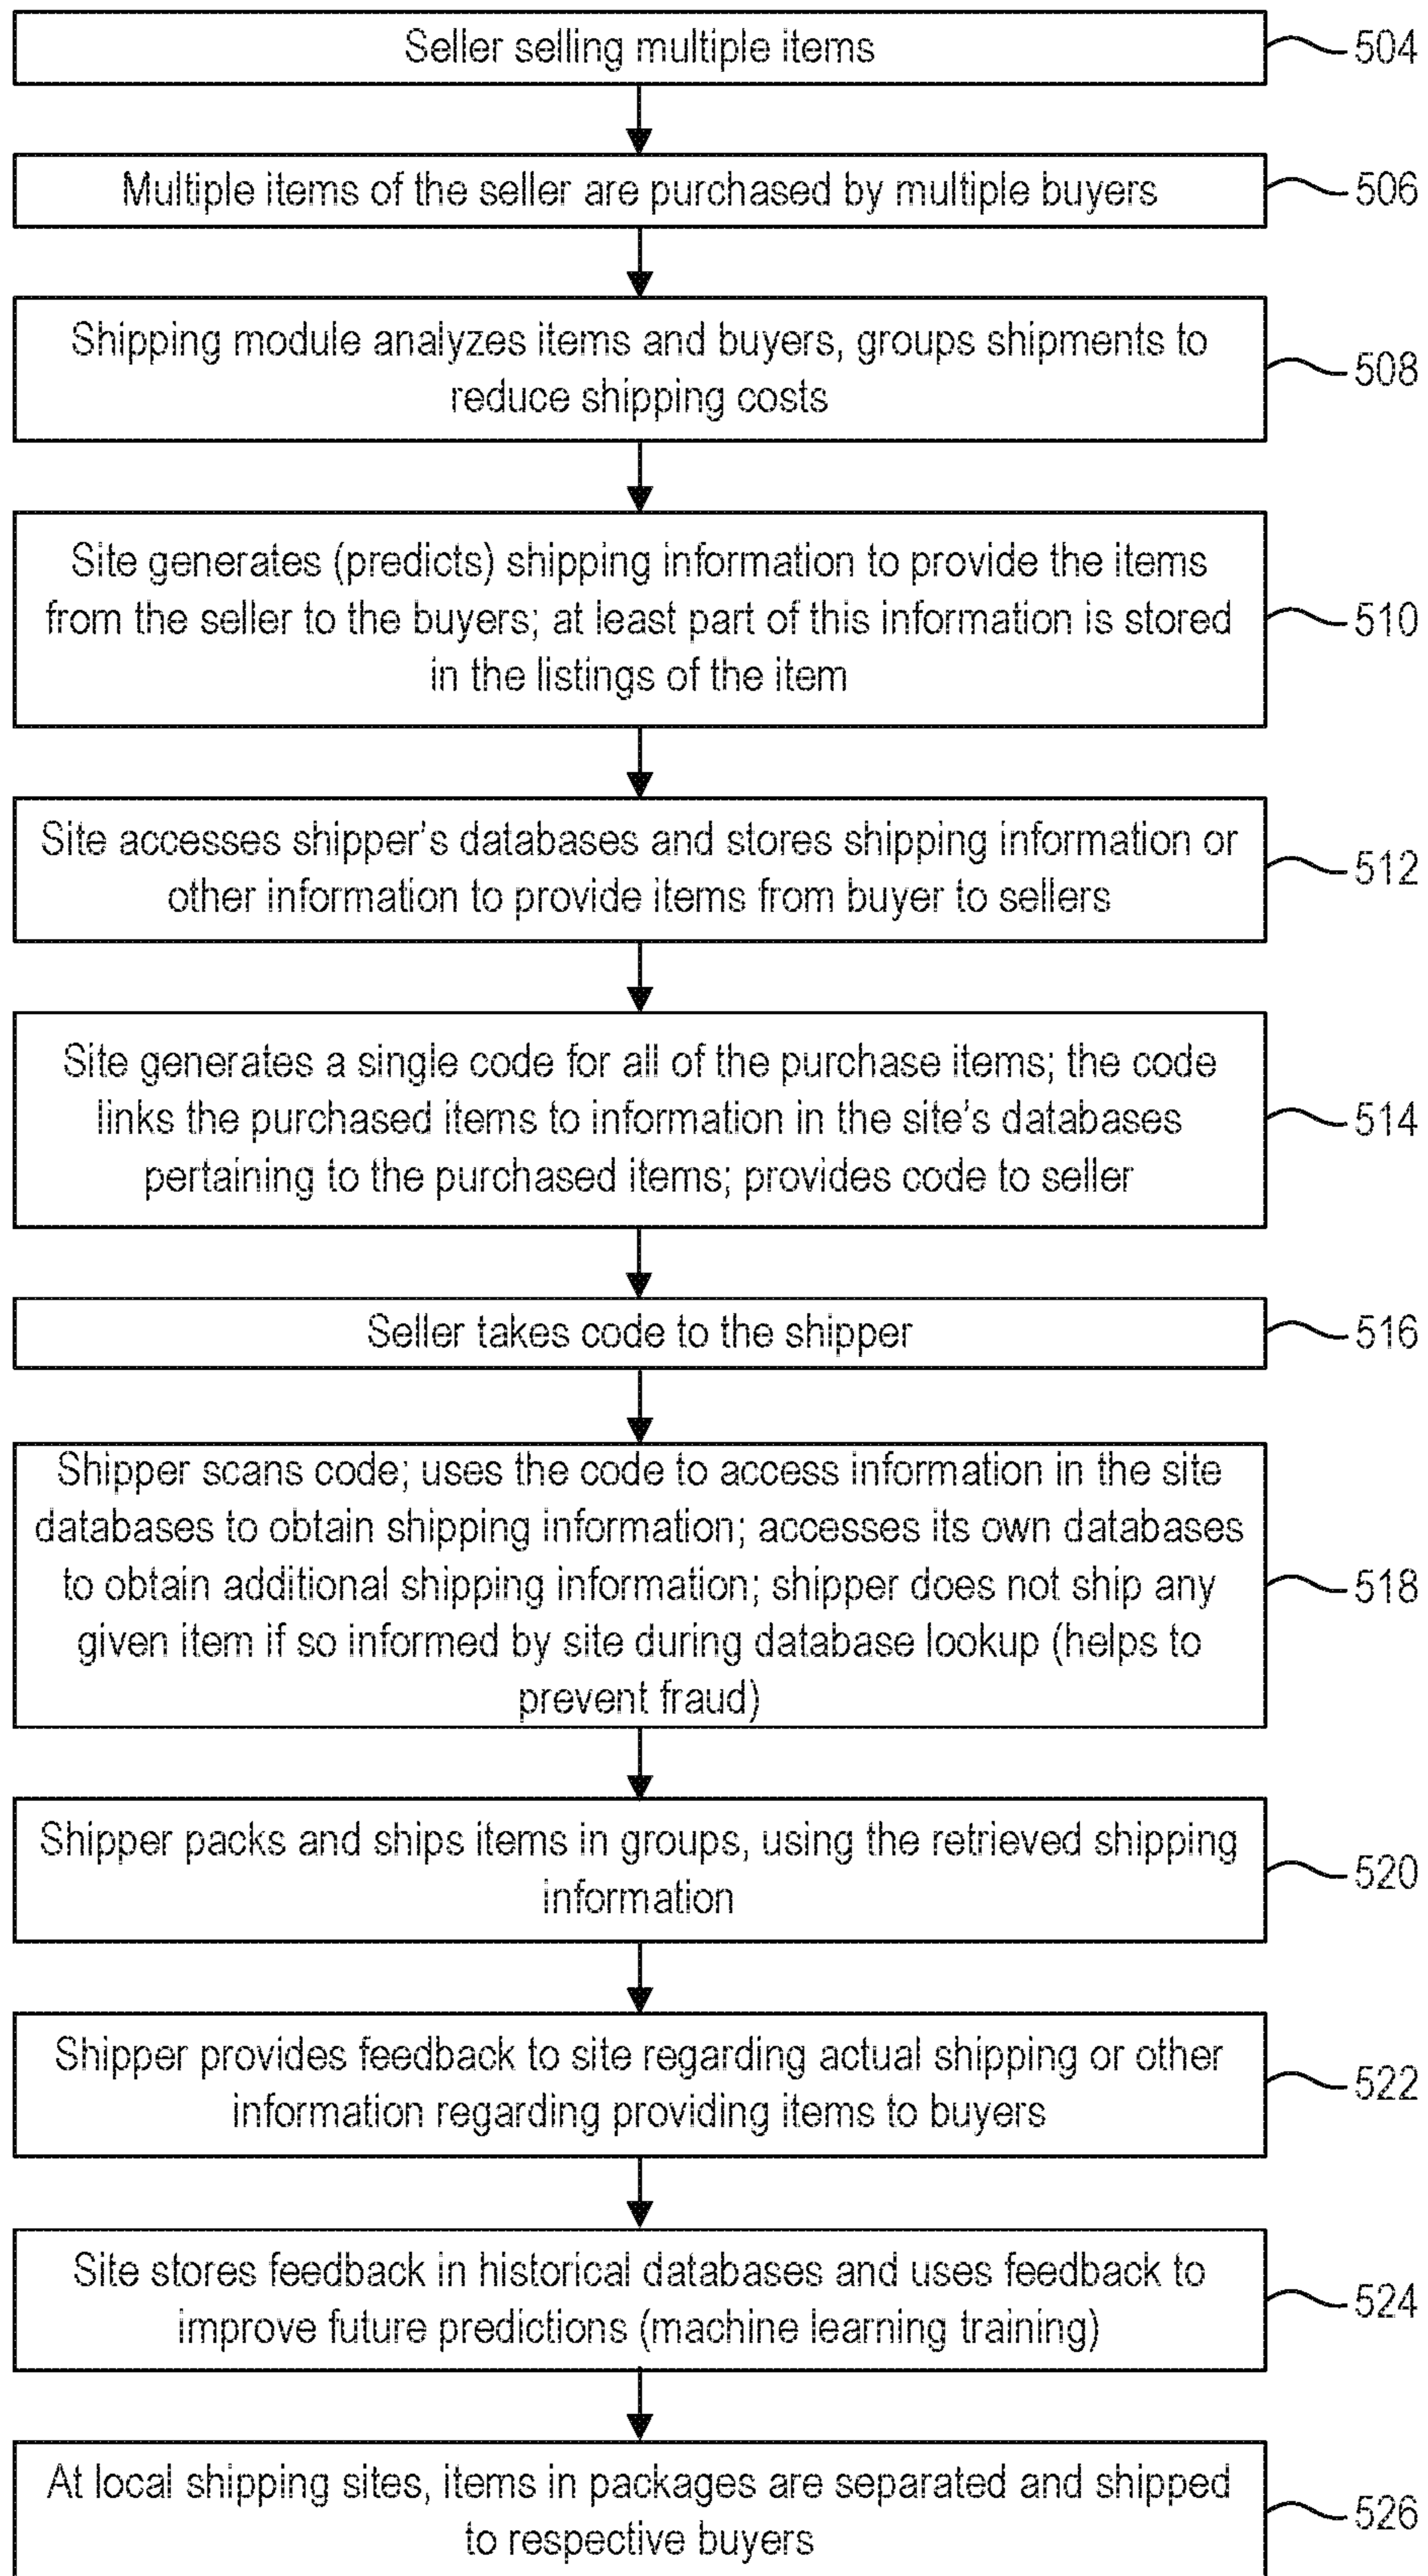 Seller selling multiple items
504
Multiple items of the seller are purchased by multiple buyers
506
Shipping module analyzes items and buyers, groups shipments to
reduce shipping costs
508
Site generates (predicts) shipping information to provide the items
from the seller to the buyers; at least part of this information is stored
in the listings of the item
510
Site accesses shipper's databases and stores shipping information or
other information to provide items from buyer to sellers
512
Site generates a single code for all of the purchase items; the code
links the purchased items to information in the site's databases
pertaining to the purchased items; provides code to seller
514
Seller takes code to the shipper
516
Shipper scans code; uses the code to access information in the site
databases to obtain shipping information; accesses its own databases
to obtain additional shipping information; shipper does not ship any
given item if so informed by site during database lookup (helps to
prevent fraud)
518
Shipper packs and ships items in groups, using the retrieved shipping
information
520
Shipper provides feedback to site regarding actual shipping or other
information regarding providing items to buyers
522
Site stores feedback in historical databases and uses feedback to
improve future predictions (machine learning training)
524
At local shipping sites, items in packages are separated and shipped
to respective buyers
526